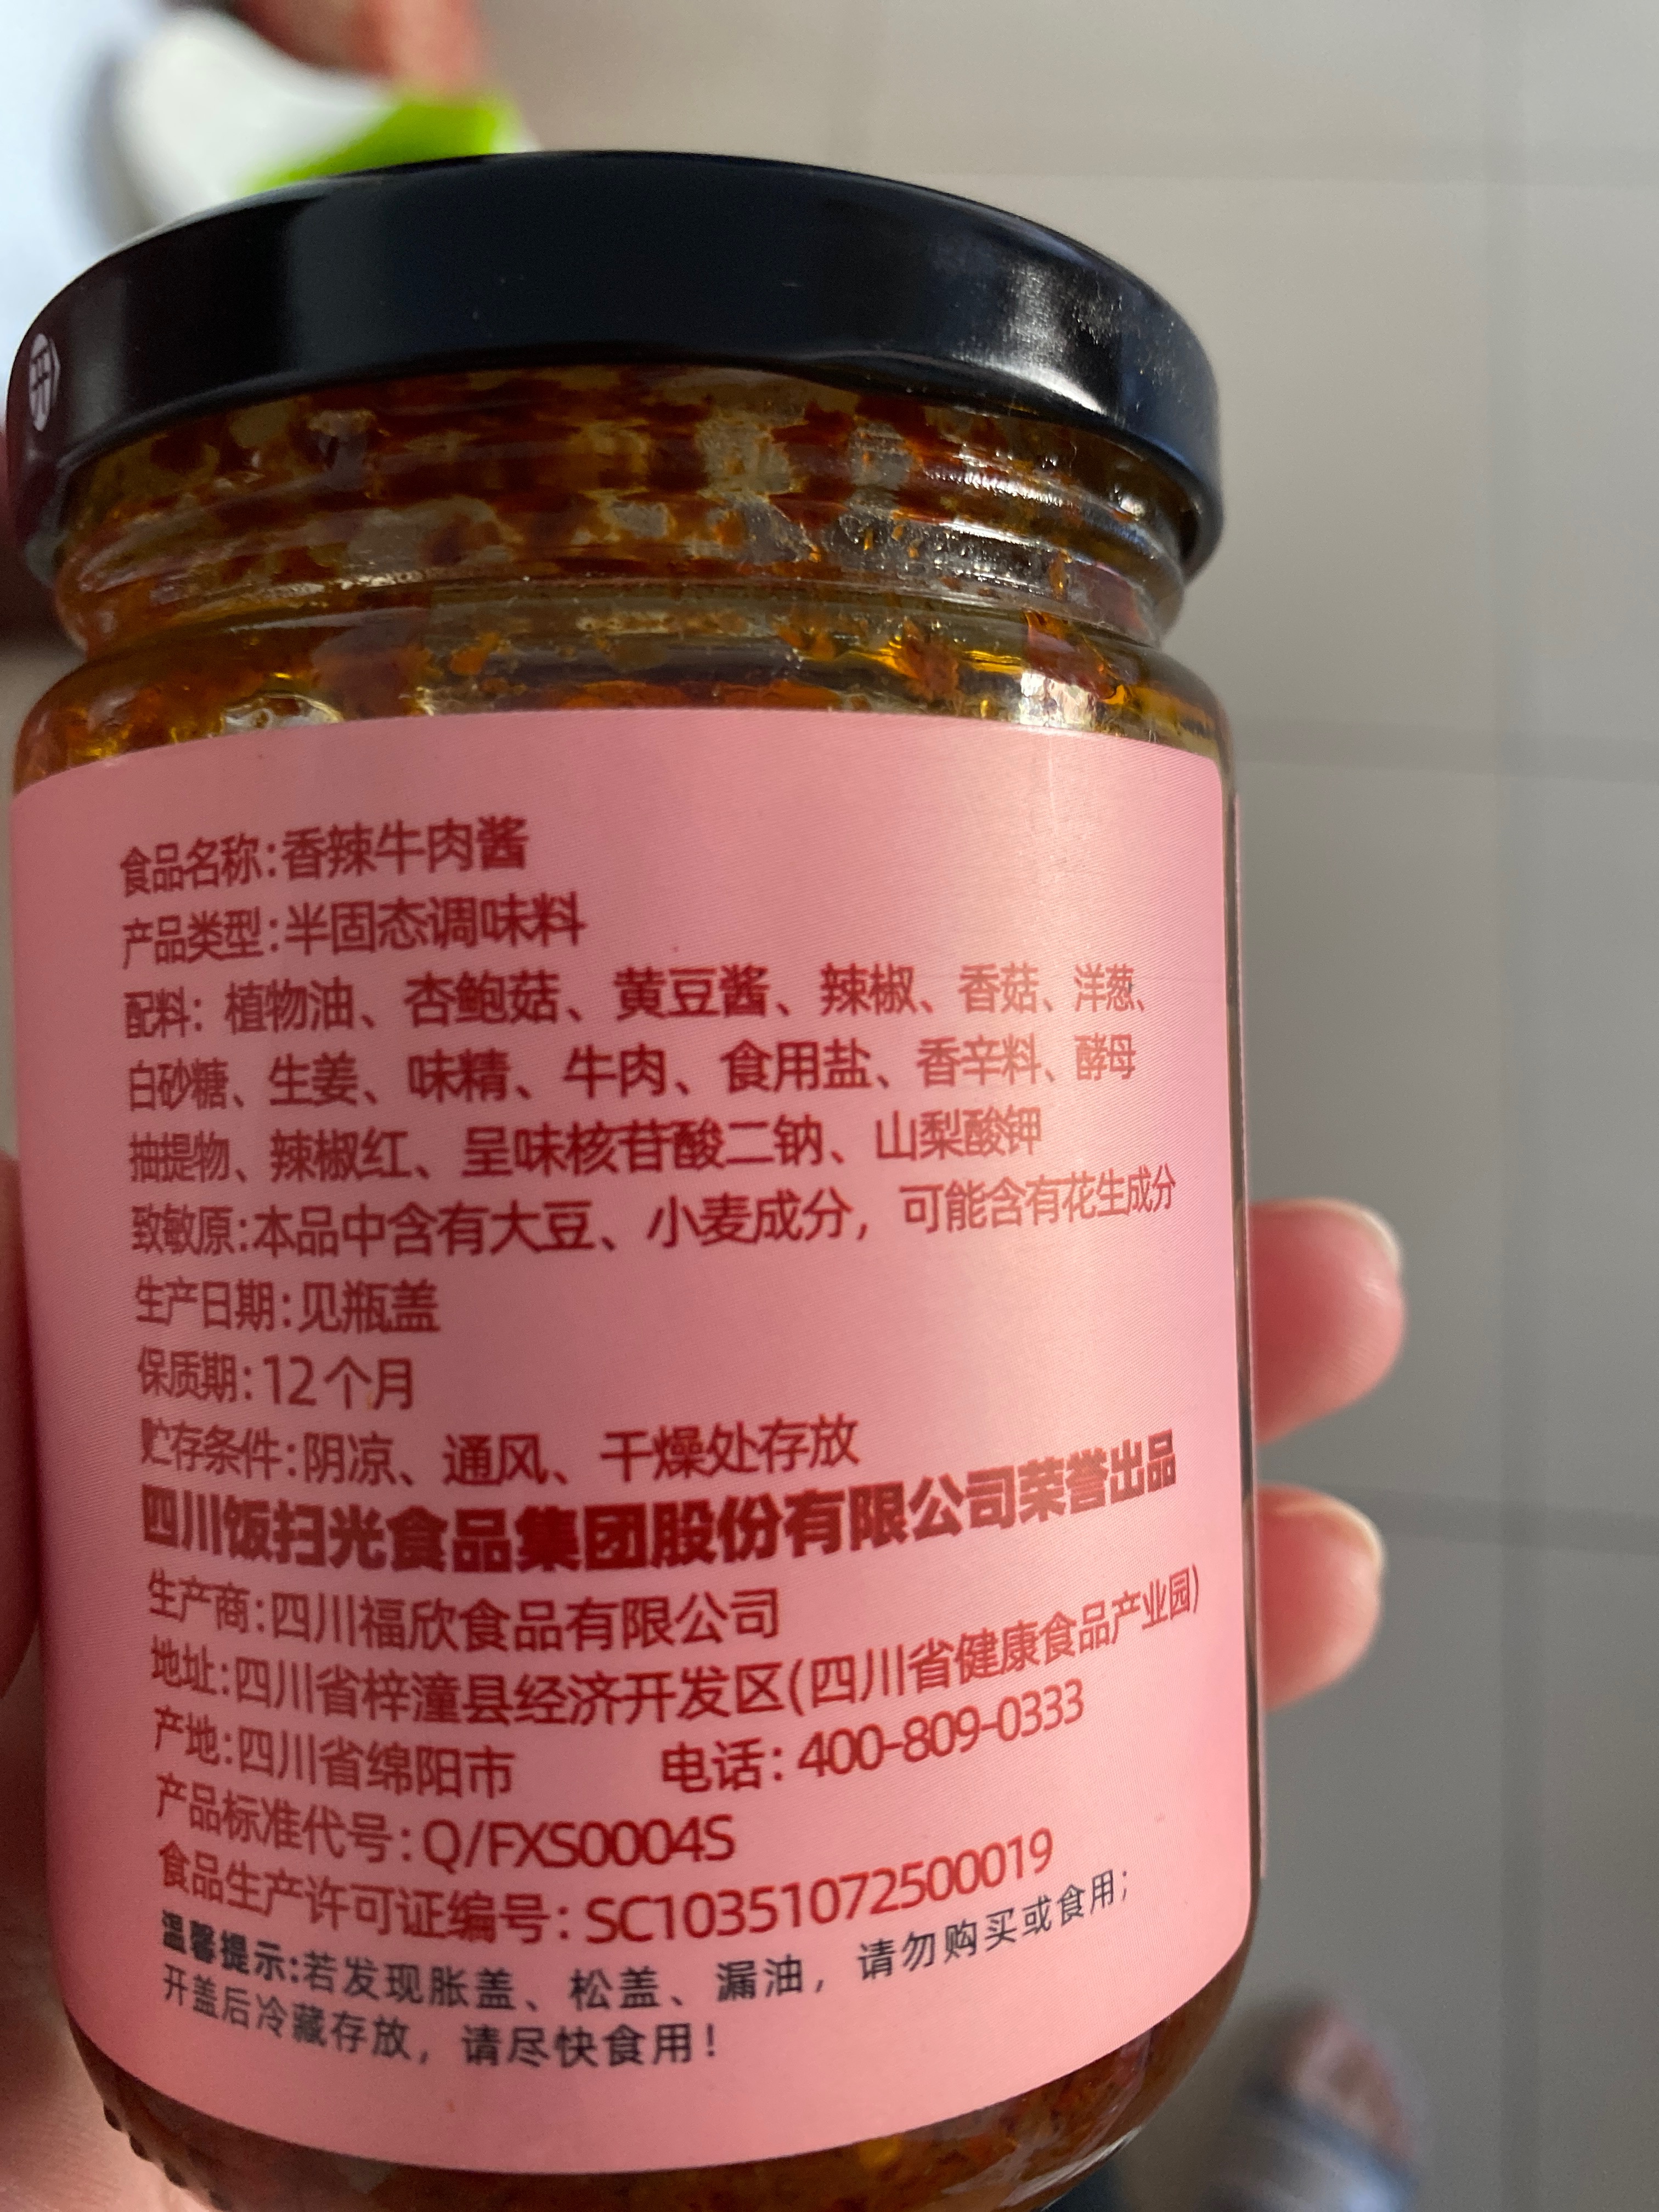 食品名称:香辣牛肉酱
产品类型:半固态调味料
配料：植物油、杏鲍菇、黄豆酱、辣椒、香菇、洋葱、
白砂糖、生姜、味精、牛肉、食用盐、香辛料、酵母
抽提物、辣椒红、呈味核苷酸二钠、山梨酸钾
致敏原:本品中含有大豆、小麦成分，可能含有花生成分
生产日期:见瓶盖
保质期:12个月
贮存条件:阴凉、通风、干燥处存放
四川饭扫光食品集团股份有限公司荣誉出品
生产商:四川福欣食品有限公司
地址:四川省梓潼县经济开发区(四川省健康食品产业园)
产地:四川省绵阳市 电话:400-809-0333
产品标准代号:Q/FXS0004S
食品生产许可证编号:SC10351072500019
温馨提示:若发现胀盖、松盖、漏油，请勿购买或食用；
开盖后冷藏存放，请尽快食用！